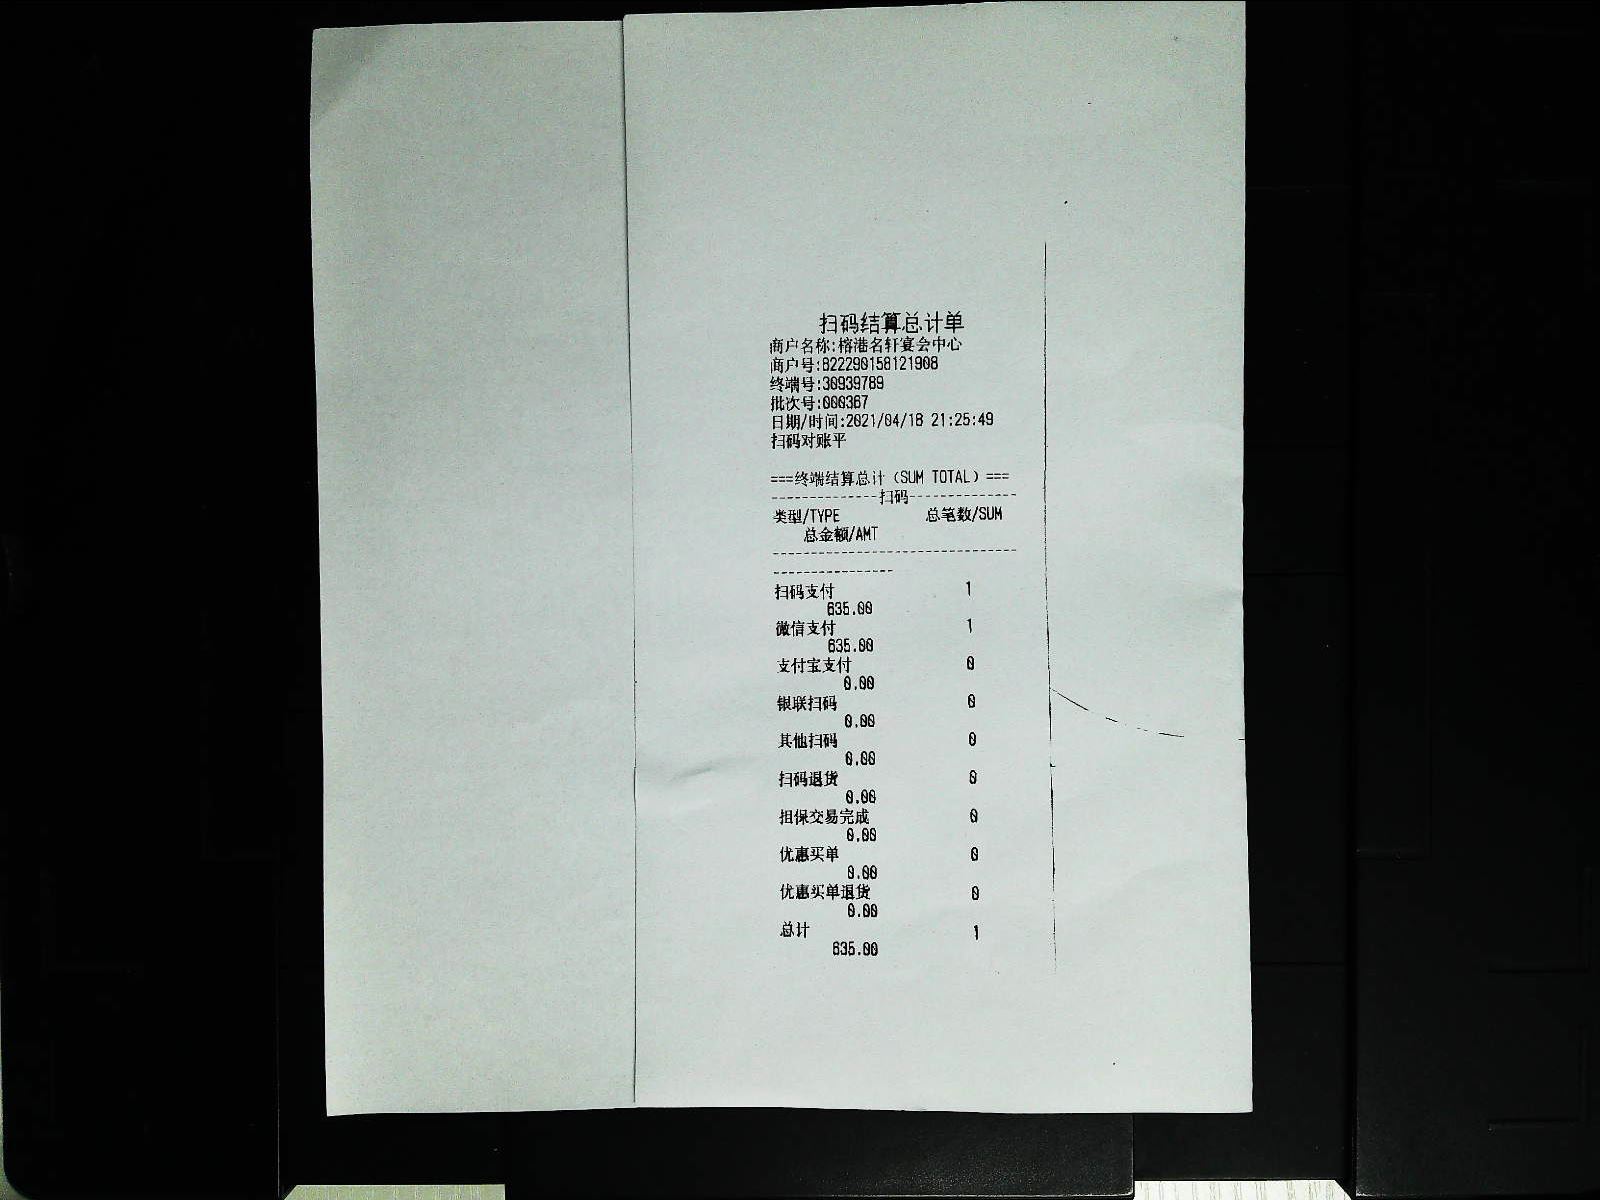 扫码结算总计单
商户名称:榕港名轩宴会中心
商户号:822290158121908
终端号:30939789
批次号:000367
日期/时间:2021/04/18 21:25:49
扫码对账平
===终端结算总计（SUM TOTAL）===
--------------扫码--------------
类型/TYPE 总笔数/SUM
总金额/AMT
--------------------------------
----------------
扫码支付 1
635.00
微信支付 1
635.00
支付宝支付 0
0.00
银联扫码 0
0.00
其他扫码 0
0.00
扫码退货 0
0.00
担保交易完成 0
0.00
优惠买单 0
0.00
优惠买单退货 0
0.00
总计 1
635.00